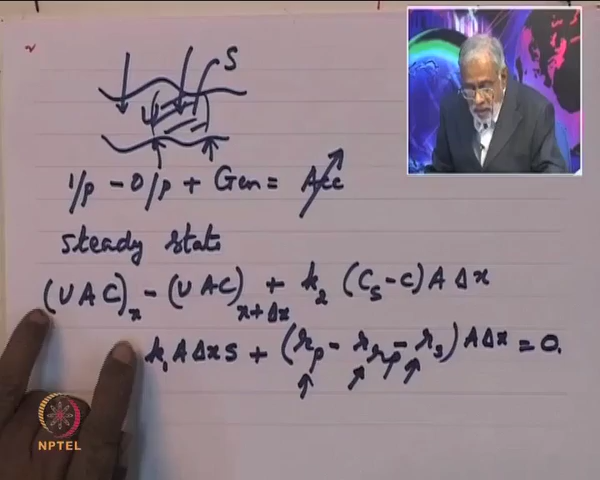 S
I/p - O/p + Gen = Acc
Steady state
(UAC)x - (UAC)x+Δx + k2 (Cs - C) A Δx
k1 A Δx S + (rp - rrp - rs) A Δx = 0.
NPTEL